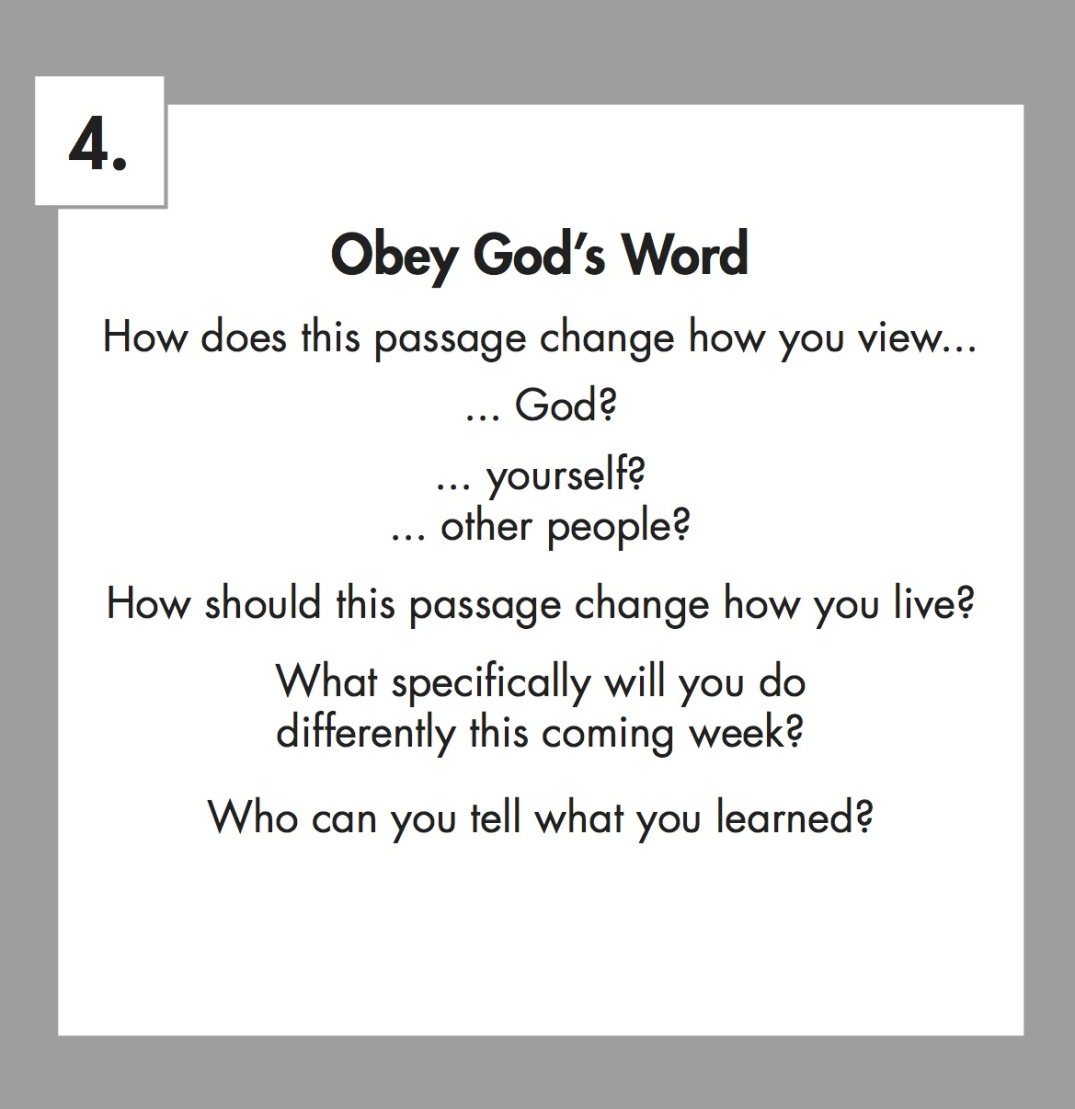 4.
Obey God’s Word
How does this passage change how you view...
... God?
... yourself?
... other people?
How should this passage change how you live?
What specifically will you do
differently this coming week?
Who can you tell what you learned?